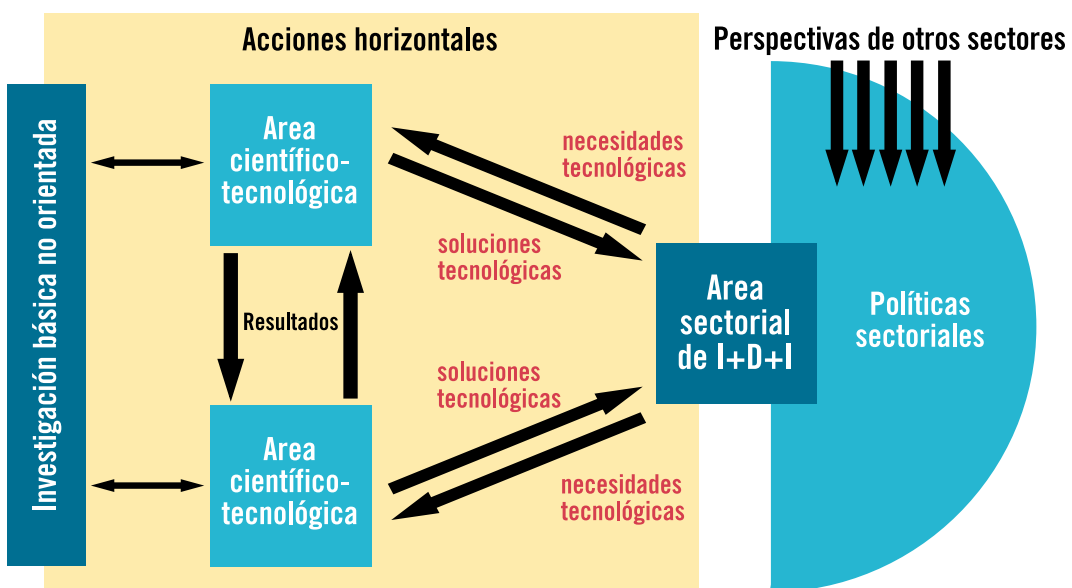 Acciones horizontales
Perspectivas de otros sectores
Investigación básica no orientada
Area
científico-
tecnológica
necesidades
tecnológicas
soluciones
tecnológicas
Resultados
Area
sectorial
de I+D+I
Políticas
sectoriales
soluciones
tecnológicas
Area
científico-
tecnológica
necesidades
tecnológicas